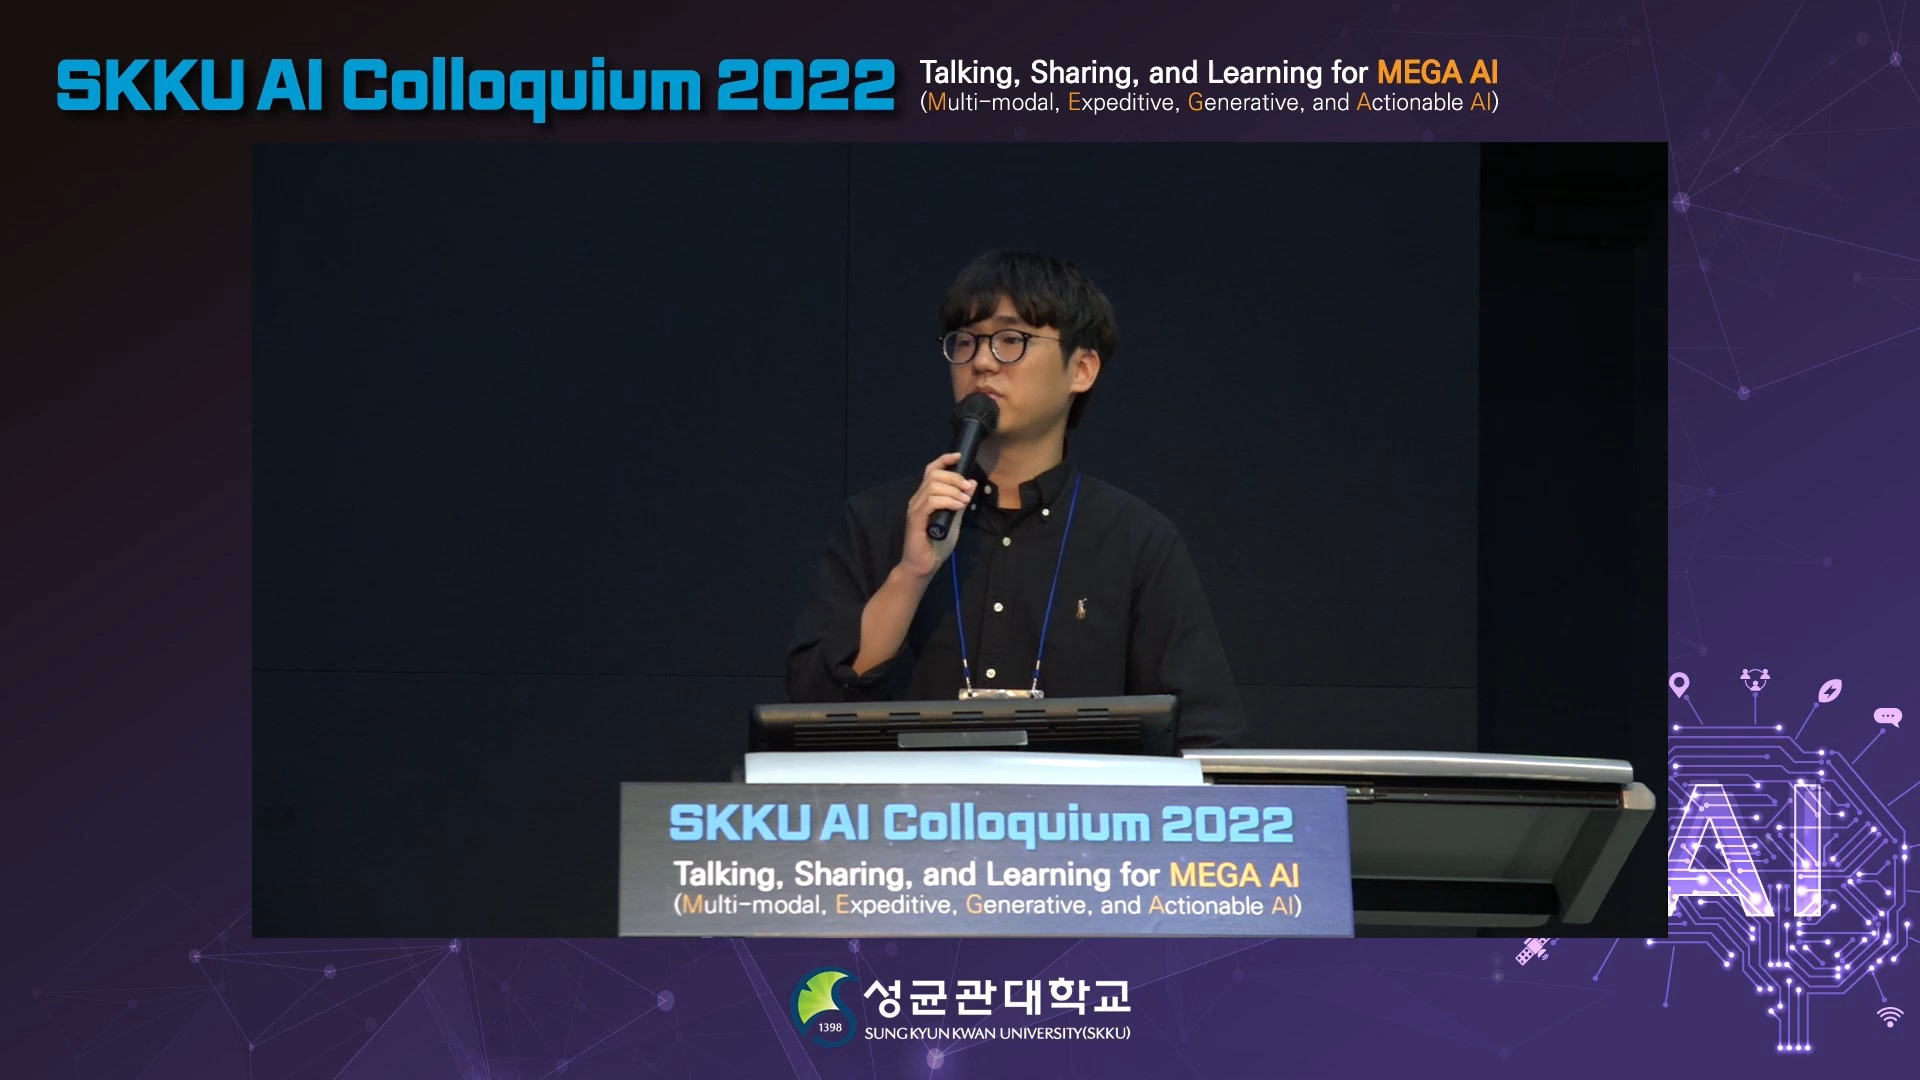 SKKU AI Colloquium 2022
Talking, Sharing, and Learning for MEGA AI
(Multi-modal, Expeditive, Generative, and Actionable AI)
SKKU AI Colloquium 2022
Talking, Sharing, and Learning for MEGA AI
(Multi-modal, Expeditive, Generative, and Actionable AI)
AI
1398
성균관대학교
SUNG KYUN KWAN UNIVERSITY(SKKU)